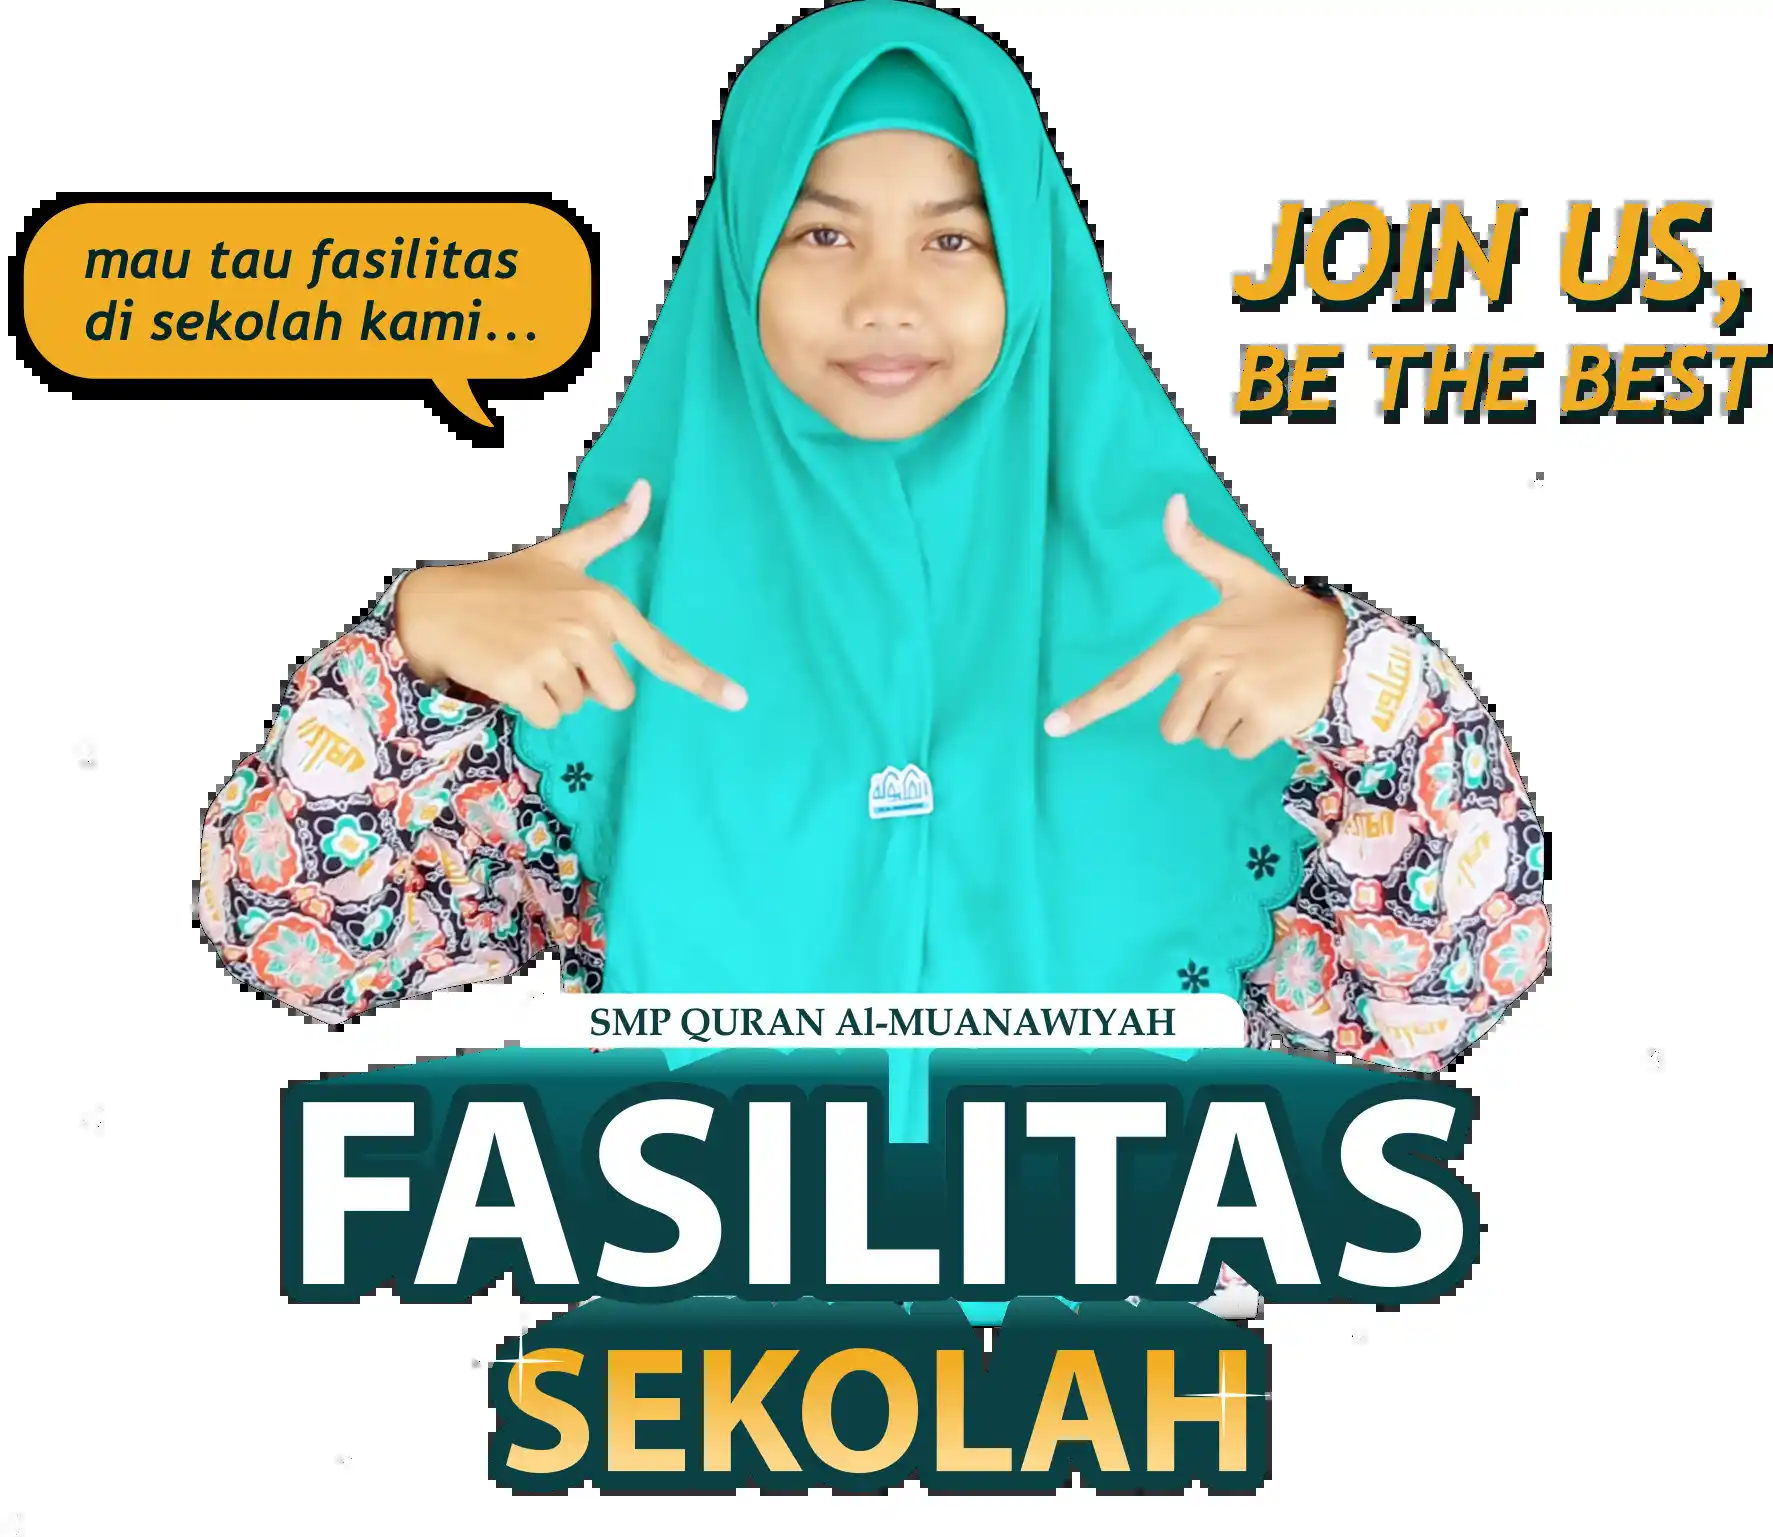 mau tau fasilitas
di sekolah kami...
JOIN US,
BE THE BEST
SMP QURAN Al-MUANAWIYAH
FASILITAS
SEKOLAH